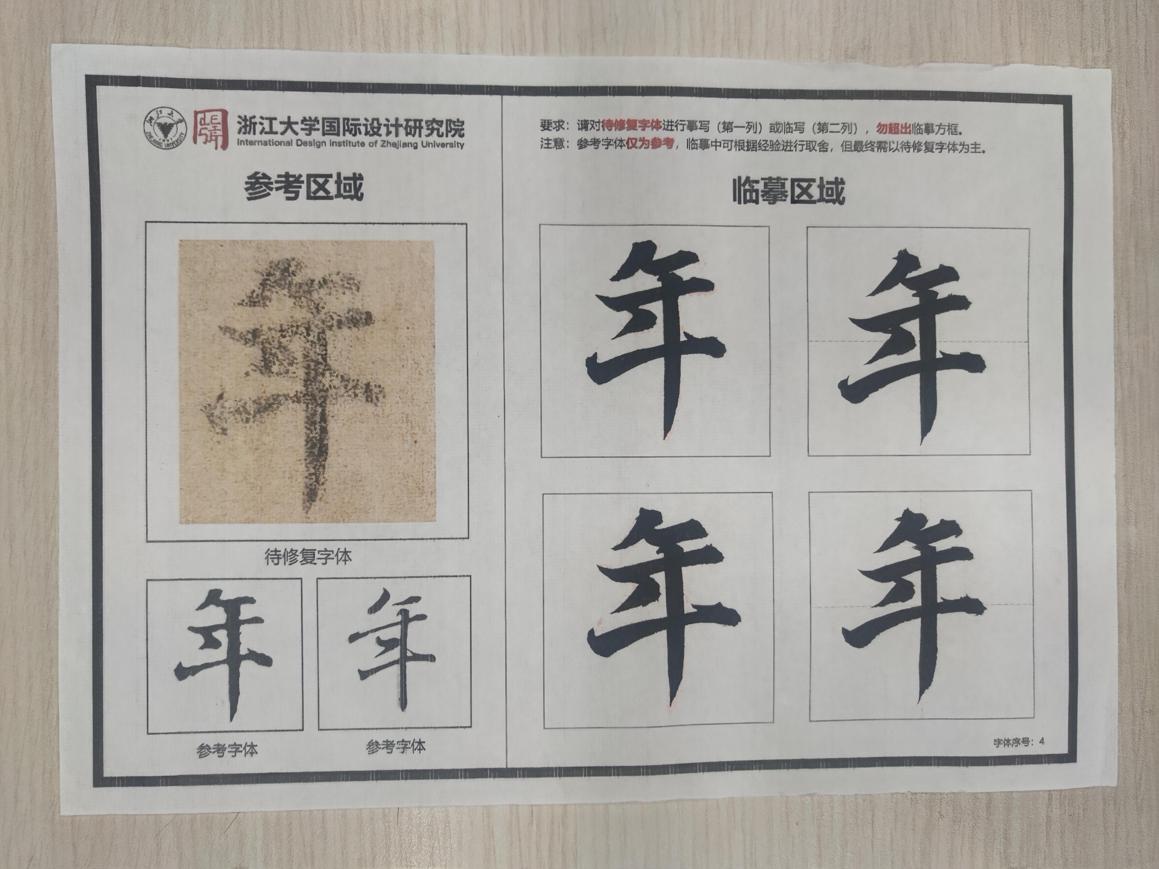 浙江大学国际设计研究院
International Design Institute of Zhejiang University
参考区域
年
待修复字体
年 年
参考字体 参考字体
要求：请对待修复字体进行摹写（第一列）或临写（第二列），勿超出临摹方框。
注意：参考字体仅为参考，临摹中可根据经验进行取舍，但最终需以待修复字体为主。
临摹区域
年 年
年 年
字体序号：4